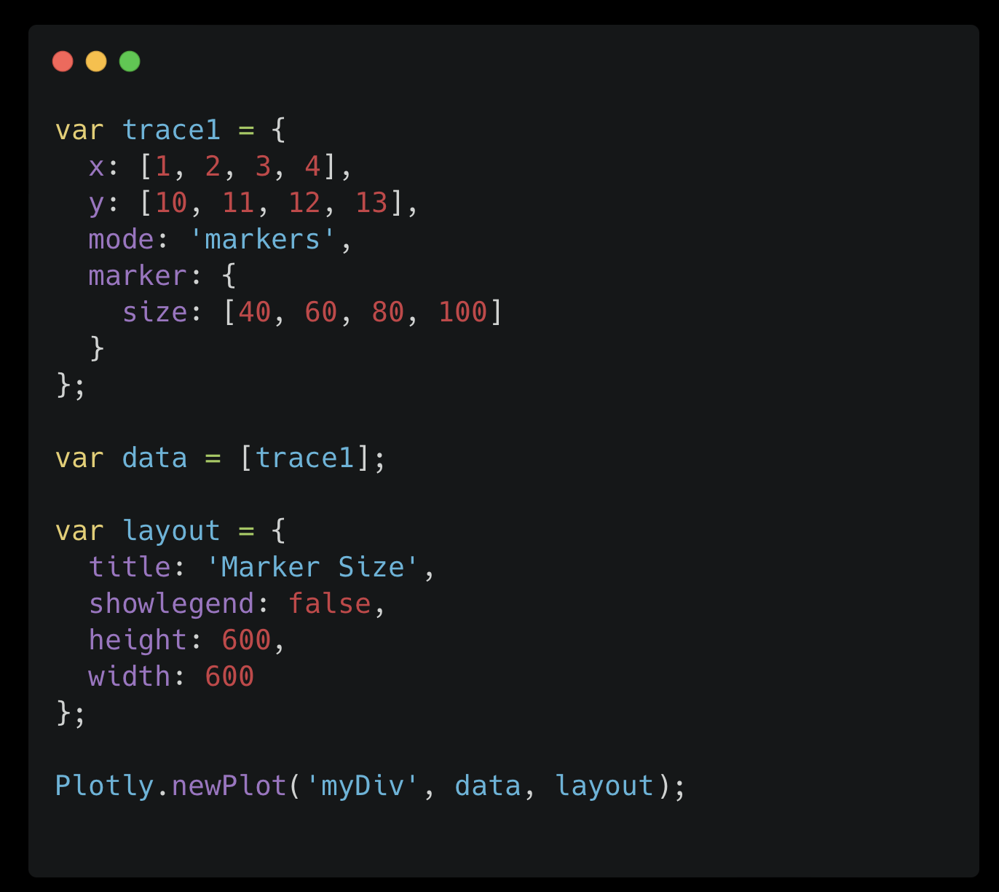 var trace1 = {
  x: [1, 2, 3, 4],
  y: [10, 11, 12, 13],
  mode: 'markers',
  marker: {
    size: [40, 60, 80, 100]
  }
};

var data = [trace1];

var layout = {
  title: 'Marker Size',
  showlegend: false,
  height: 600,
  width: 600
};

Plotly.newPlot('myDiv', data, layout);